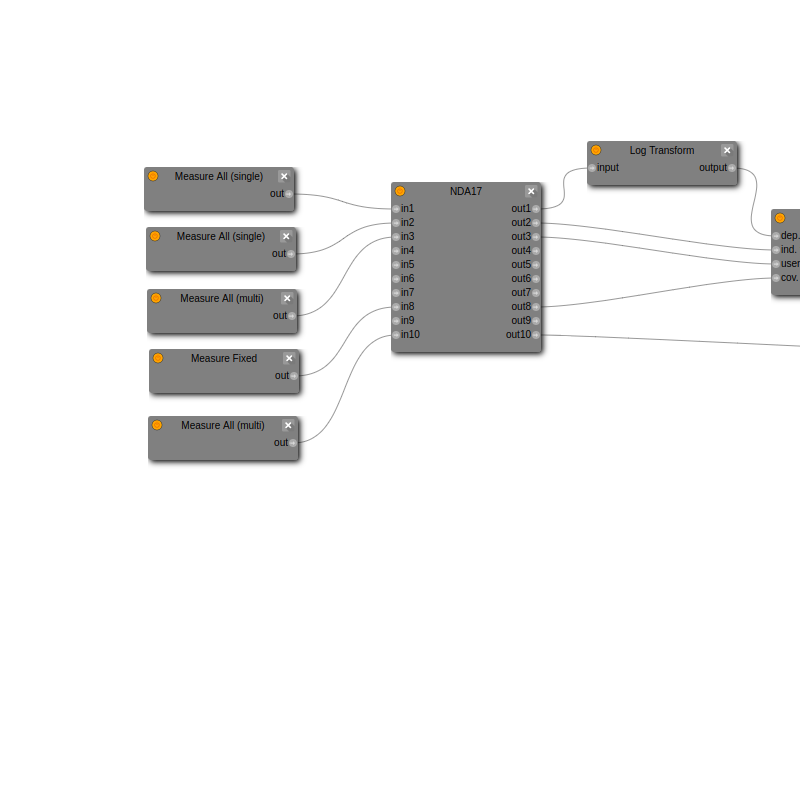 Log Transform
input output
Measure All (single)
out
NDA17
in1 out1
in2 out2
in3 out3
in4 out4
in5 out5
in6 out6
in7 out7
in8 out8
in9 out9
in10 out10
dep.
ind.
user
cov.
Measure All (single)
out
Measure All (multi)
out
Measure Fixed
out
Measure All (multi)
out